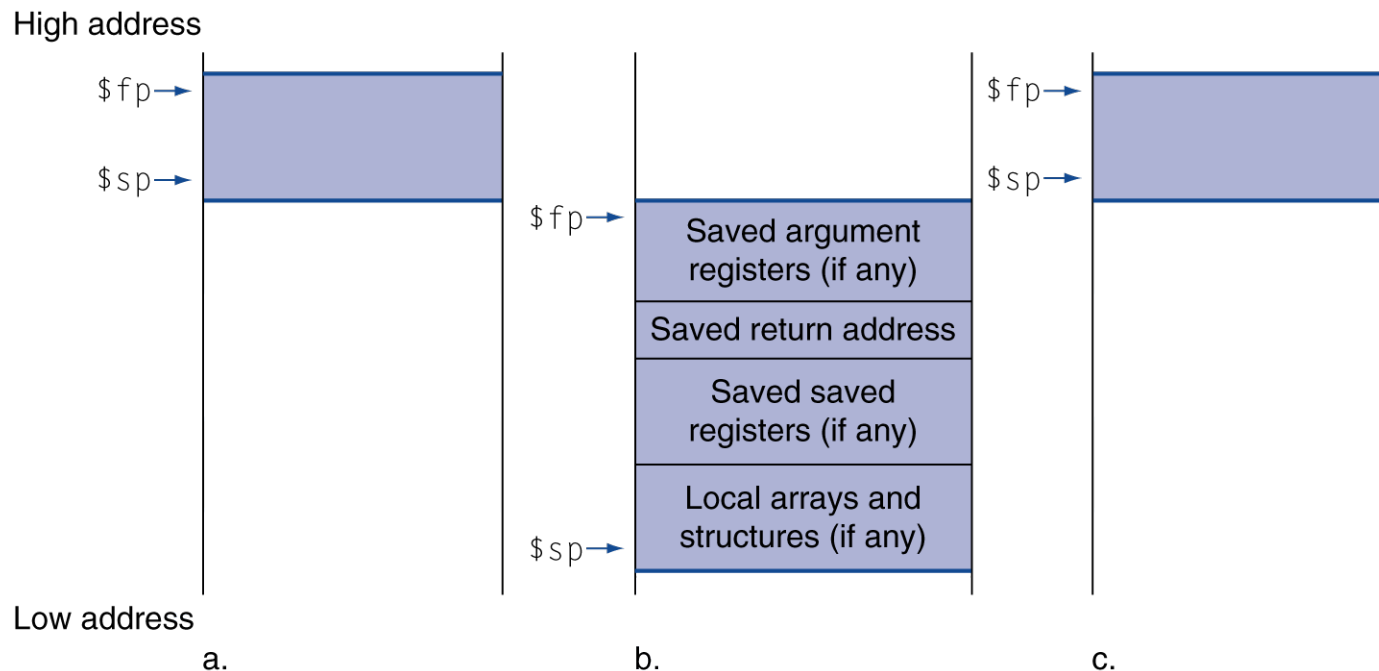 High address
$fp
$sp
$fp
Saved argument
registers (if any)
Saved return address
Saved saved
registers (if any)
Local arrays and
structures (if any)
$sp
$fp
$sp
Low address
a.
b.
c.